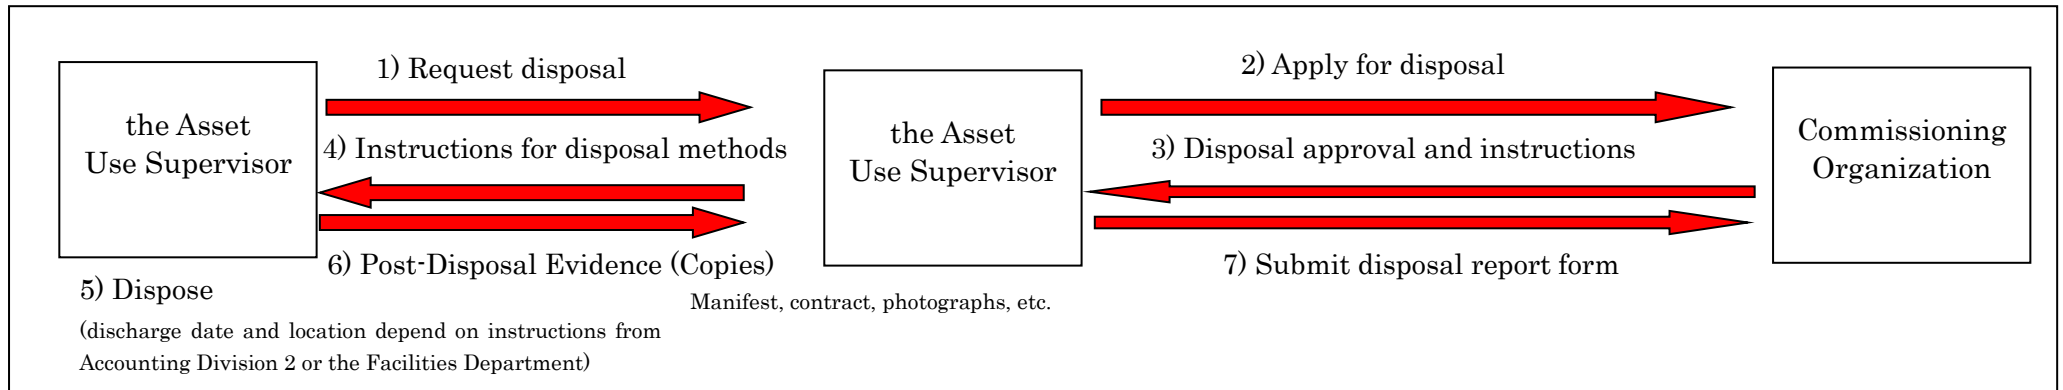 1) Request disposal
2) Apply for disposal
the Asset
Use Supervisor
the Asset
Use Supervisor
Commissioning
Organization
4) Instructions for disposal methods
3) Disposal approval and instructions
6) Post-Disposal Evidence (Copies)
7) Submit disposal report form
5) Dispose
Manifest, contract, photographs, etc.
(discharge date and location depend on instructions from
Accounting Division 2 or the Facilities Department)